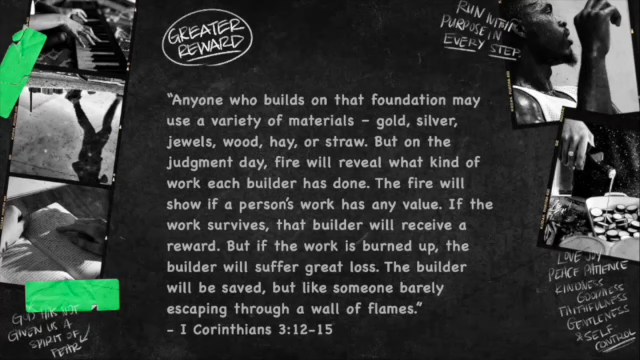 GREATER
REWARD
RUN WITH
PURPOSE IN
EVERY STEP
“Anyone who builds on that foundation may
use a variety of materials – gold, silver,
jewels, wood, hay, or straw. But on the
judgment day, fire will reveal what kind of
work each builder has done. The fire will
show if a person’s work has any value. If the
work survives, that builder will receive a
reward. But if the work is burned up, the
builder will suffer great loss. The builder
will be saved, but like someone barely
escaping through a wall of flames.”
– I Corinthians 3:12-15
GOD HAS NOT
GIVEN US A
SPIRIT OF
FEAR
LOVE JOY
PEACE PATIENCE
KINDNESS
GOODNESS
FAITHFULNESS
GENTLENESS
& SELF
CONTROL